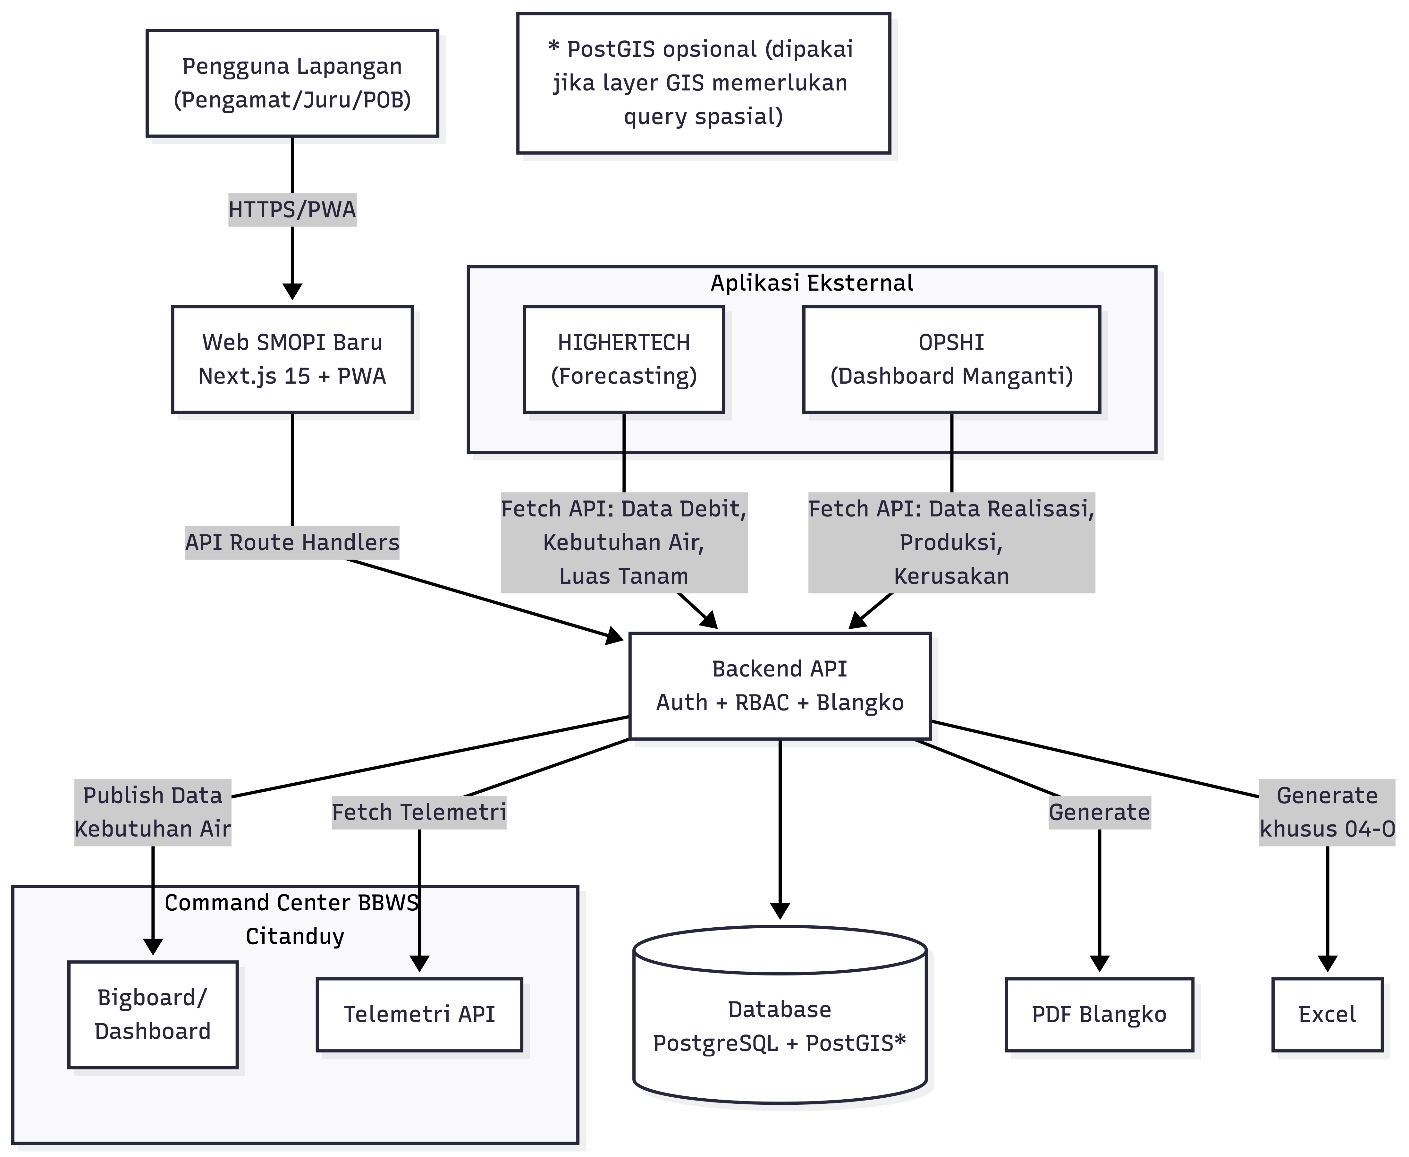 Pengguna Lapangan
(Pengamat/Juru/POB)
* PostGIS opsional (dipakai
jika layer GIS memerlukan
query spasial)
HTTPS/PWA
Aplikasi Eksternal
Web SMOPI Baru
Next.js 15 + PWA
HIGHERTECH
(Forecasting)
OPSHI
(Dashboard Manganti)
API Route Handlers
Fetch API: Data Debit,
Kebutuhan Air,
Luas Tanam
Fetch API: Data Realisasi,
Produksi,
Kerusakan
Backend API
Auth + RBAC + Blangko
Publish Data
Kebutuhan Air
Fetch Telemetri
Generate
Generate
khusus 04-O
Command Center BBWS
Citanduy
Bigboard/
Dashboard
Telemetri API
Database
PostgreSQL + PostGIS*
PDF Blangko
Excel